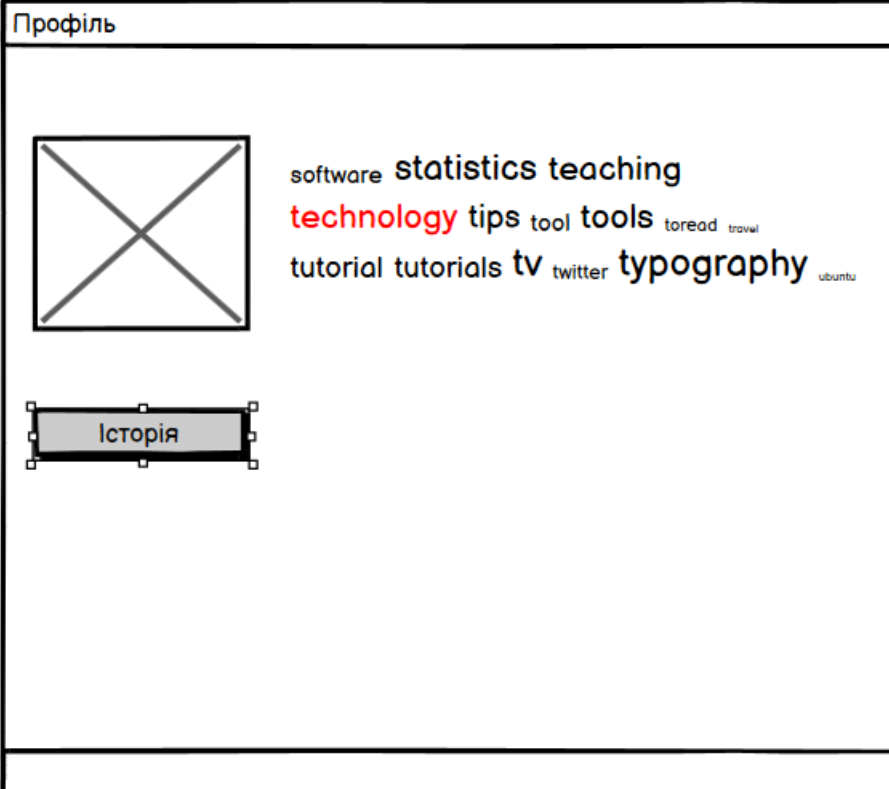 Профіль
software statistics teaching
technology tips tool tools toread travel
tutorial tutorials tv twitter typography ubuntu
Історія